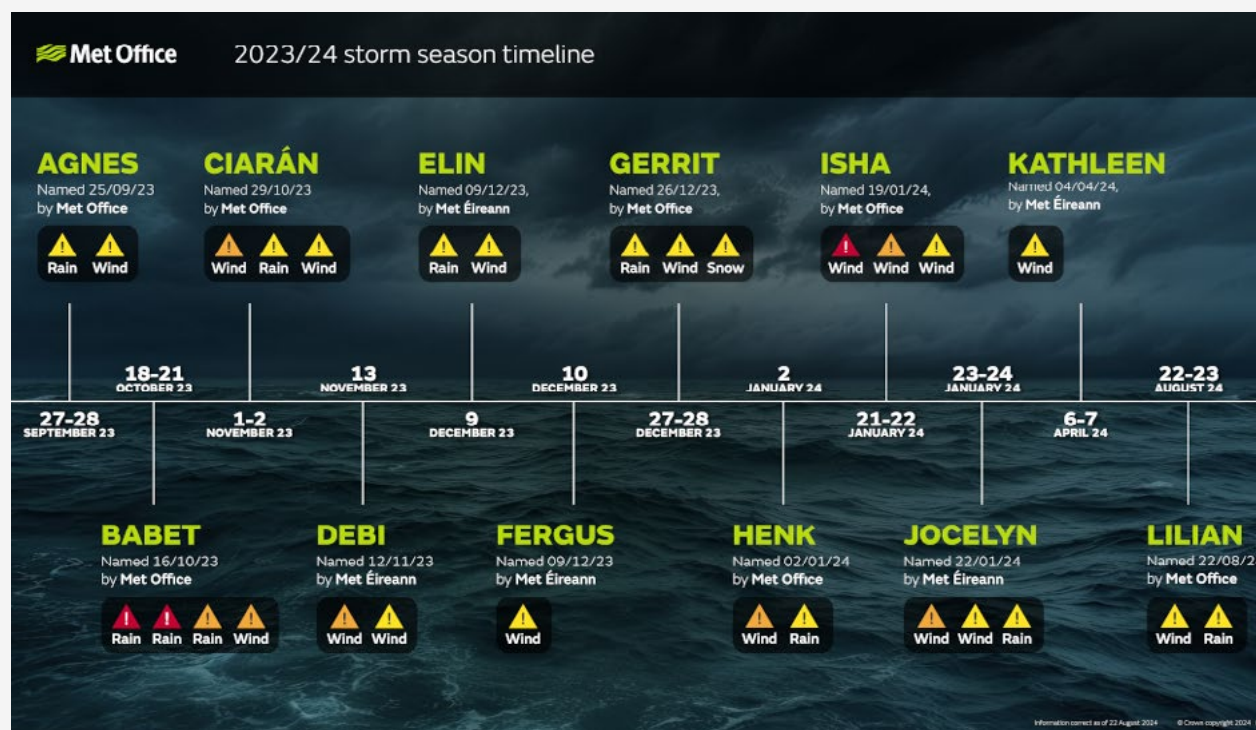 Met Office
2023/24 storm season timeline
AGNES
Named 25/09/23
by Met Office
Rain Wind
CIARÁN
Named 29/10/23
by Met Office
Wind Rain Wind
ELIN
Named 09/12/23,
by Met Éireann
Rain Wind
GERRIT
Named 26/12/23,
by Met Office
Rain Wind Snow
ISHA
Named 19/01/24,
by Met Office
Wind Wind Wind
KATHLEEN
Named 04/04/24,
by Met Éireann
Wind
18-21
OCTOBER 23
13
NOVEMBER 23
10
DECEMBER 23
2
JANUARY 24
23-24
JANUARY 24
22-23
AUGUST 24
27-28
SEPTEMBER 23
1-2
NOVEMBER 23
9
DECEMBER 23
27-28
DECEMBER 23
21-22
JANUARY 24
6-7
APRIL 24
BABET
Named 16/10/23
by Met Office
Rain Rain Rain Wind
DEBI
Named 12/11/23
by Met Éireann
Wind Wind
FERGUS
Named 09/12/23
by Met Éireann
Wind
HENK
Named 02/01/24
by Met Office
Wind Rain
JOCELYN
Named 22/01/24
by Met Éireann
Wind Wind Rain
LILIAN
Named 22/08/2
by Met Office
Wind Rain
Information correct as of 22 August 2024 © Crown copyright 2024